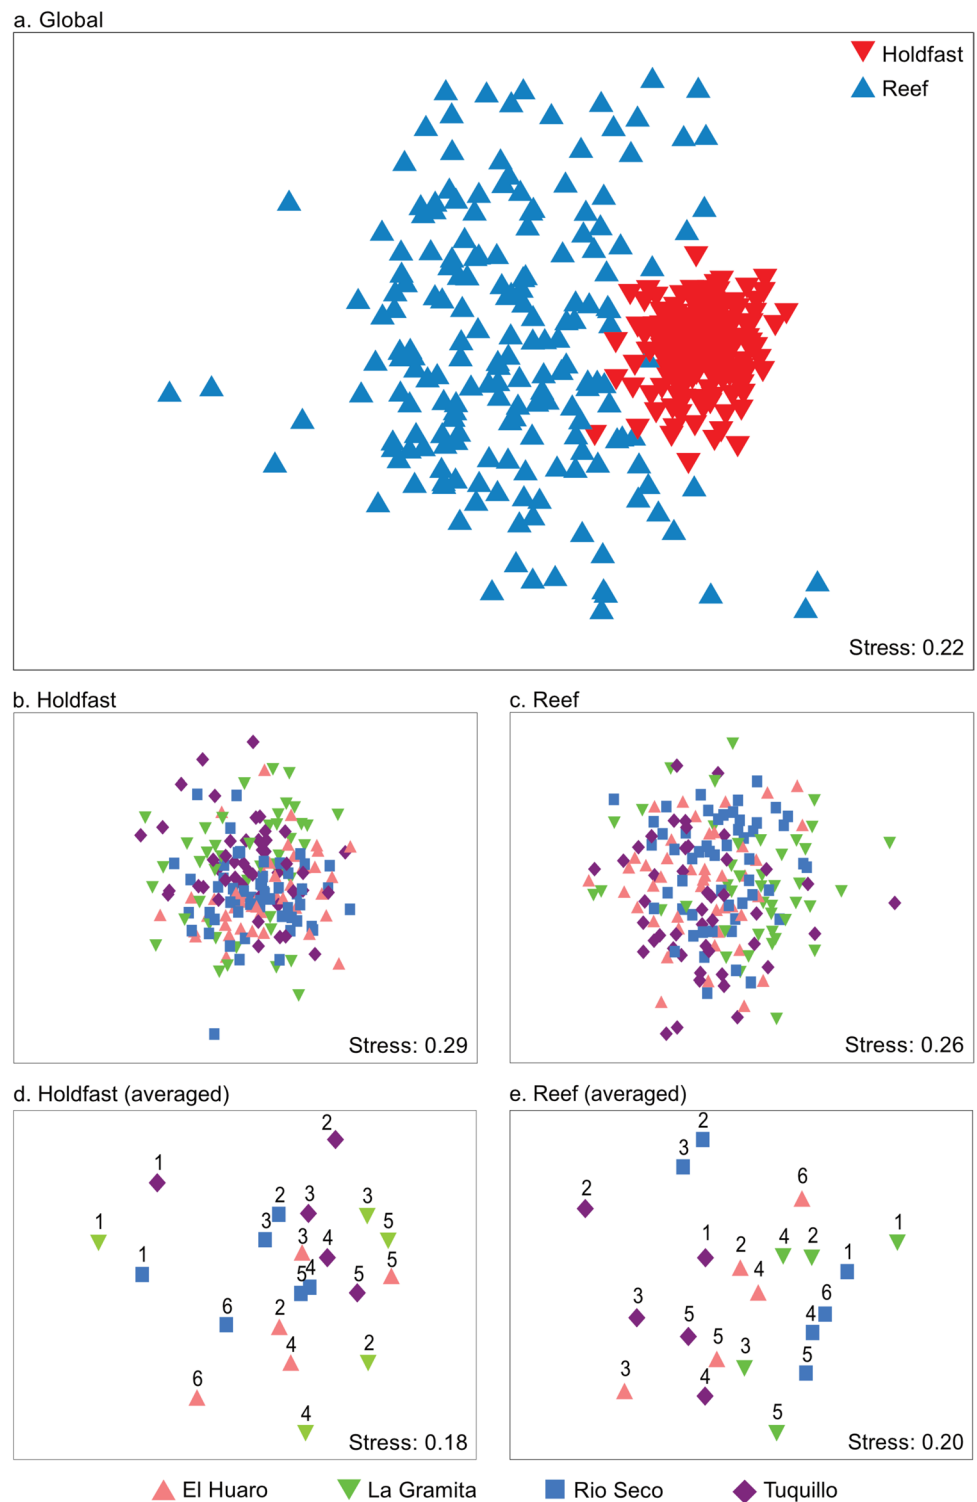 a. Global
Holdfast
Reef
Stress: 0.22
b. Holdfast
Stress: 0.29
c. Reef
Stress: 0.26
d. Holdfast (averaged)
2
1
2
3
3
1
3
5
3
4
1
5
5
4
6
2
4
2
6
4
Stress: 0.18
e. Reef (averaged)
2
3
6
2
1
4
2
1
2
4
1
3
6
4
5
5
3
5
3
4
5
Stress: 0.20
El Huaro
La Gramita
Rio Seco
Tuquillo